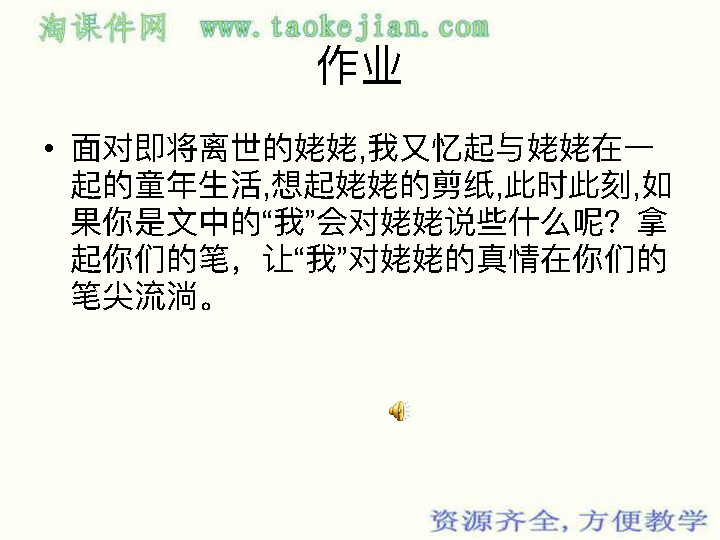 淘课件网 www.taokejian.com
作业
• 面对即将离世的姥姥,我又忆起与姥姥在一
起的童年生活,想起姥姥的剪纸,此时此刻,如
果你是文中的“我”会对姥姥说些什么呢？拿
起你们的笔，让“我”对姥姥的真情在你们的
笔尖流淌。
资源齐全,方便教学